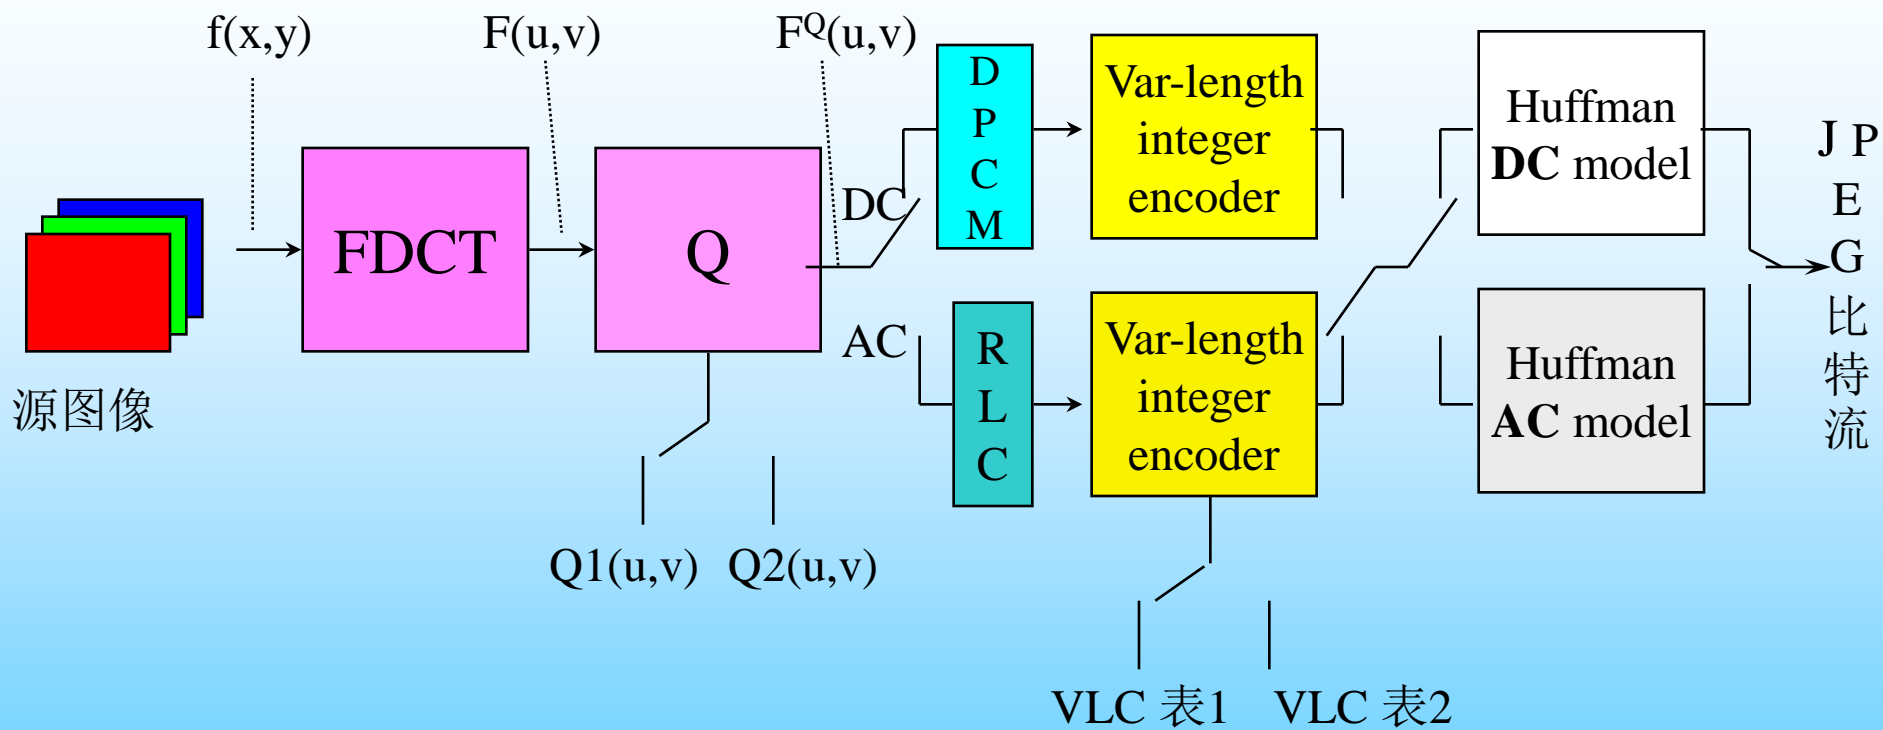 f(x,y)
F(u,v)
F^Q(u,v)
源图像
FDCT
Q
DC
AC
D
P
C
M
R
L
C
Var-length
integer
encoder
Var-length
integer
encoder
Huffman
DC model
Huffman
AC model
J P
E
G
比
特
流
Q1(u,v)
Q2(u,v)
VLC 表1
VLC 表2